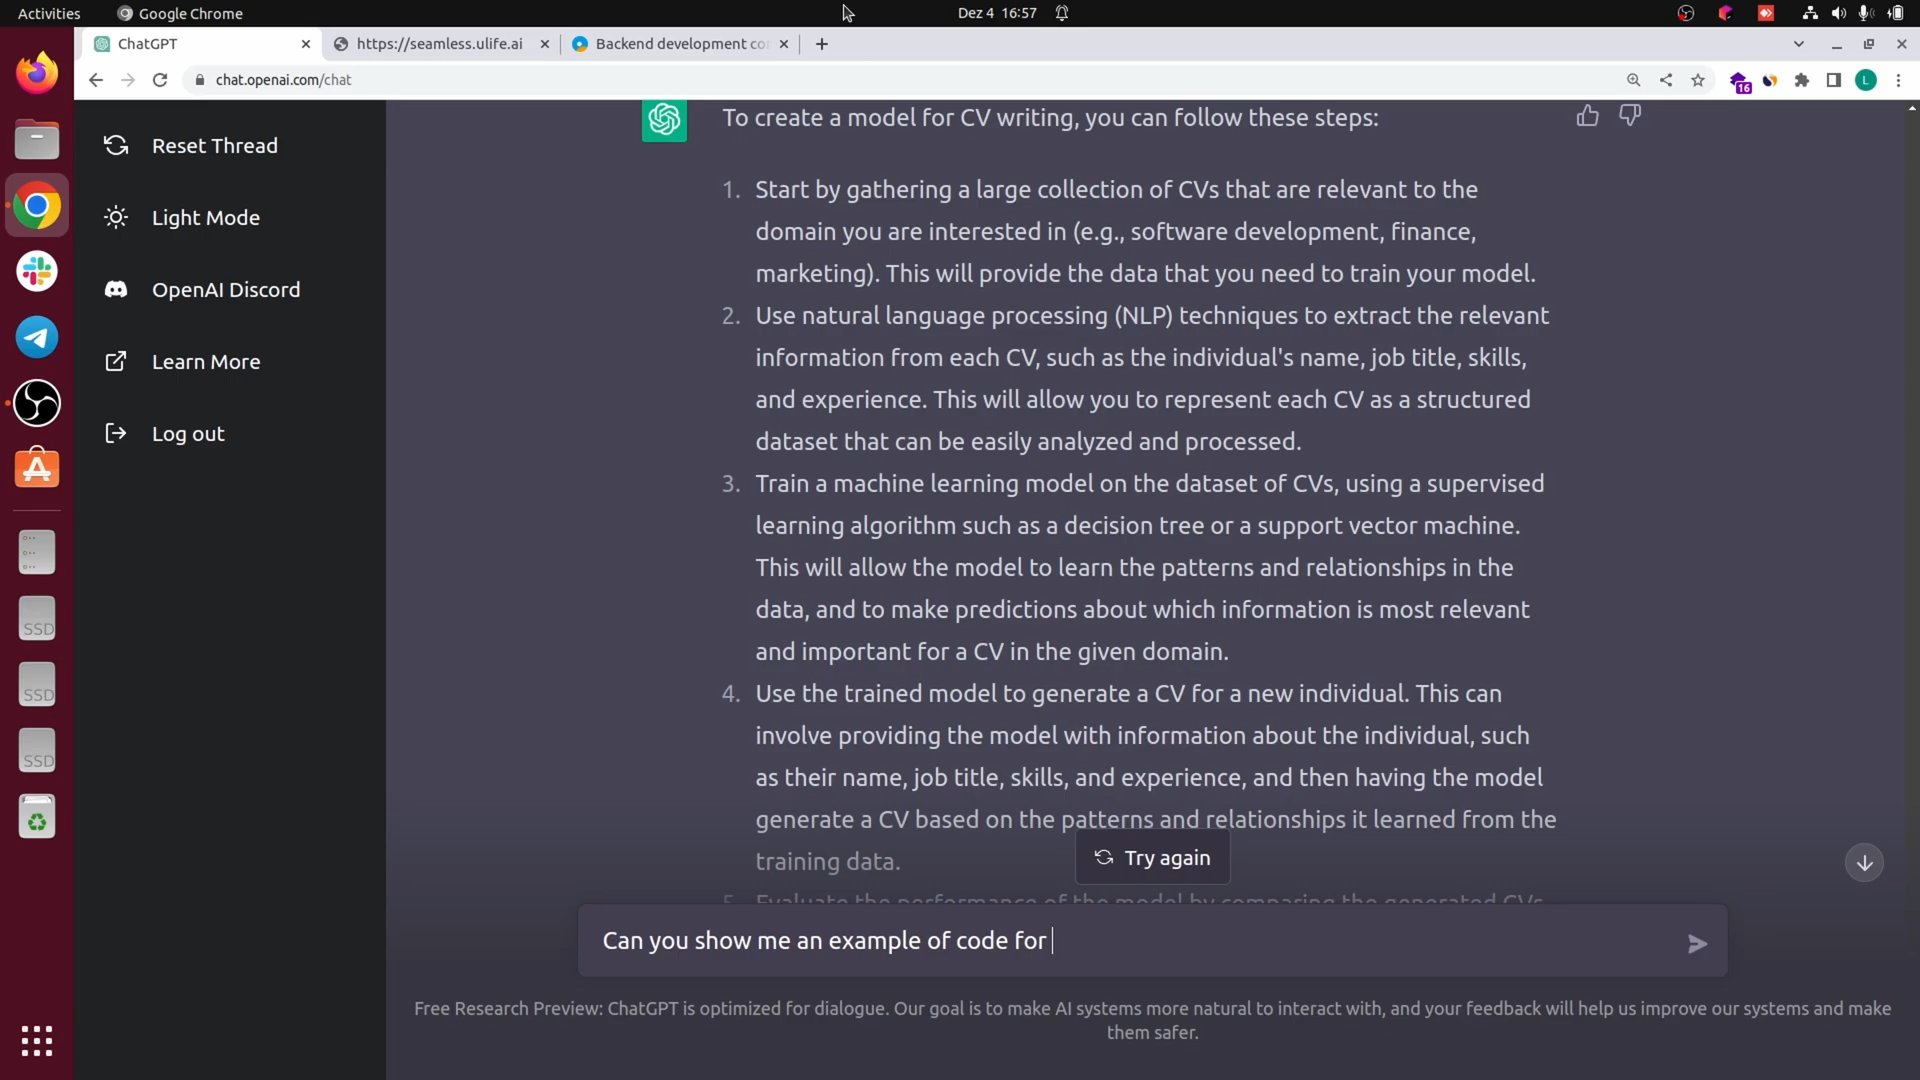 Activities
Google Chrome
Dez 4 16:57
ChatGPT
https://seamless.ulife.ai
Backend development co
chat.openai.com/chat
16
L
Reset Thread
Light Mode
OpenAI Discord
Learn More
Log out
SSD
SSD
SSD
To create a model for CV writing, you can follow these steps:
1. Start by gathering a large collection of CVs that are relevant to the
domain you are interested in (e.g., software development, finance,
marketing). This will provide the data that you need to train your model.
2. Use natural language processing (NLP) techniques to extract the relevant
information from each CV, such as the individual's name, job title, skills,
and experience. This will allow you to represent each CV as a structured
dataset that can be easily analyzed and processed.
3. Train a machine learning model on the dataset of CVs, using a supervised
learning algorithm such as a decision tree or a support vector machine.
This will allow the model to learn the patterns and relationships in the
data, and to make predictions about which information is most relevant
and important for a CV in the given domain.
4. Use the trained model to generate a CV for a new individual. This can
involve providing the model with information about the individual, such
as their name, job title, skills, and experience, and then having the model
generate a CV based on the patterns and relationships it learned from the
training data.
Try again
5. Evaluate the performance of the model by comparing the generated CVs
Can you show me an example of code for
Free Research Preview: ChatGPT is optimized for dialogue. Our goal is to make AI systems more natural to interact with, and your feedback will help us improve our systems and make
them safer.